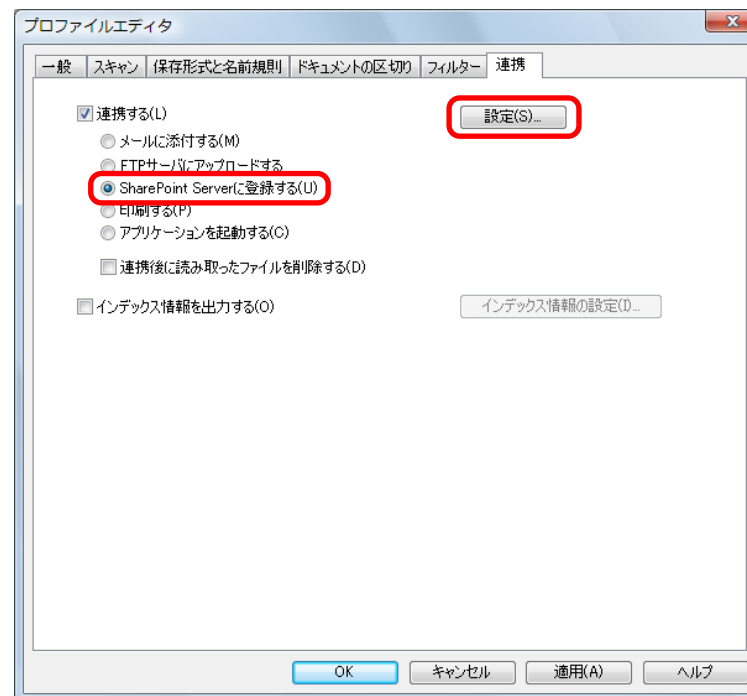 プロファイルエディタ
一般 スキャン 保存形式と名前規則 ドキュメントの区切り フィルター 連携
連携する(L) 設定(S)...
メールに添付する(M)
FTPサーバにアップロードする
SharePoint Serverに登録する(U)
印刷する(P)
アプリケーションを起動する(C)
連携後に読み取ったファイルを削除する(D)
インデックス情報を出力する(O) インデックス情報の設定(I)...
OK キャンセル 適用(A) ヘルプ